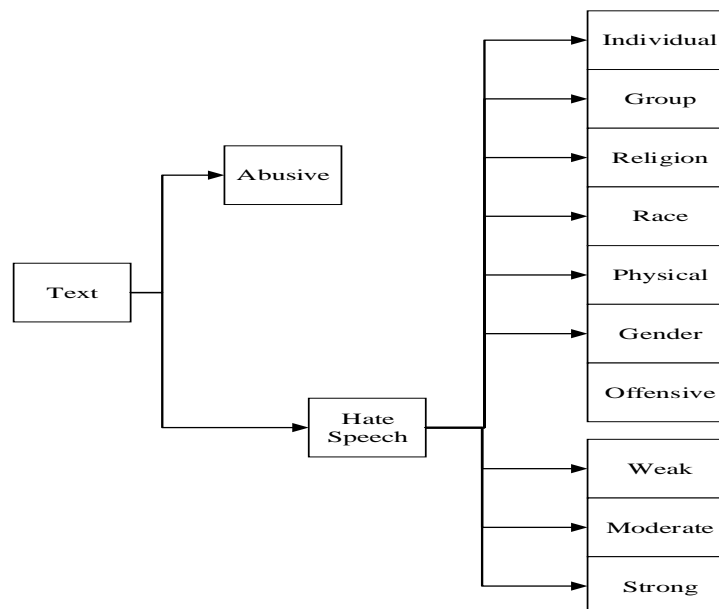 Individual
Group
Religion
Abusive
Race
Text
Physical
Gender
Offensive
Hate
Speech
Weak
Moderate
Strong